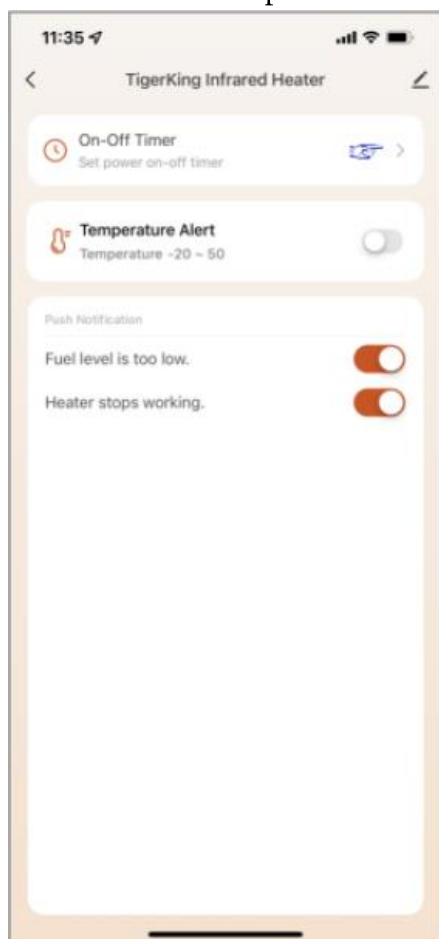 11:35
TigerKing Infrared Heater
On-Off Timer
Set power on-off timer
Temperature Alert
Temperature -20 ~ 50
Push Notification
Fuel level is too low.
Heater stops working.